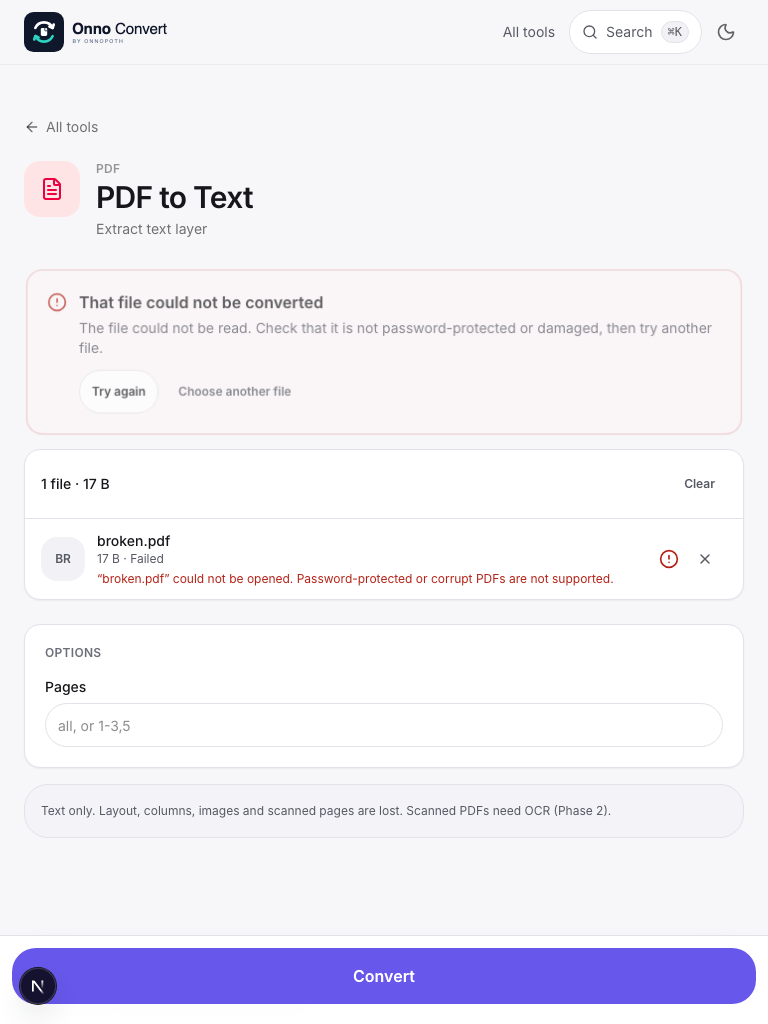 Onno Convert
BY ONNOPOTH
All tools
Search
⌘K
All tools
PDF
PDF to Text
Extract text layer
That file could not be converted
The file could not be read. Check that it is not password-protected or damaged, then try another
file.
Try again
Choose another file
1 file · 17 B
Clear
BR
broken.pdf
17 B · Failed
“broken.pdf” could not be opened. Password-protected or corrupt PDFs are not supported.
OPTIONS
Pages
all, or 1-3,5
Text only. Layout, columns, images and scanned pages are lost. Scanned PDFs need OCR (Phase 2).
Convert
N